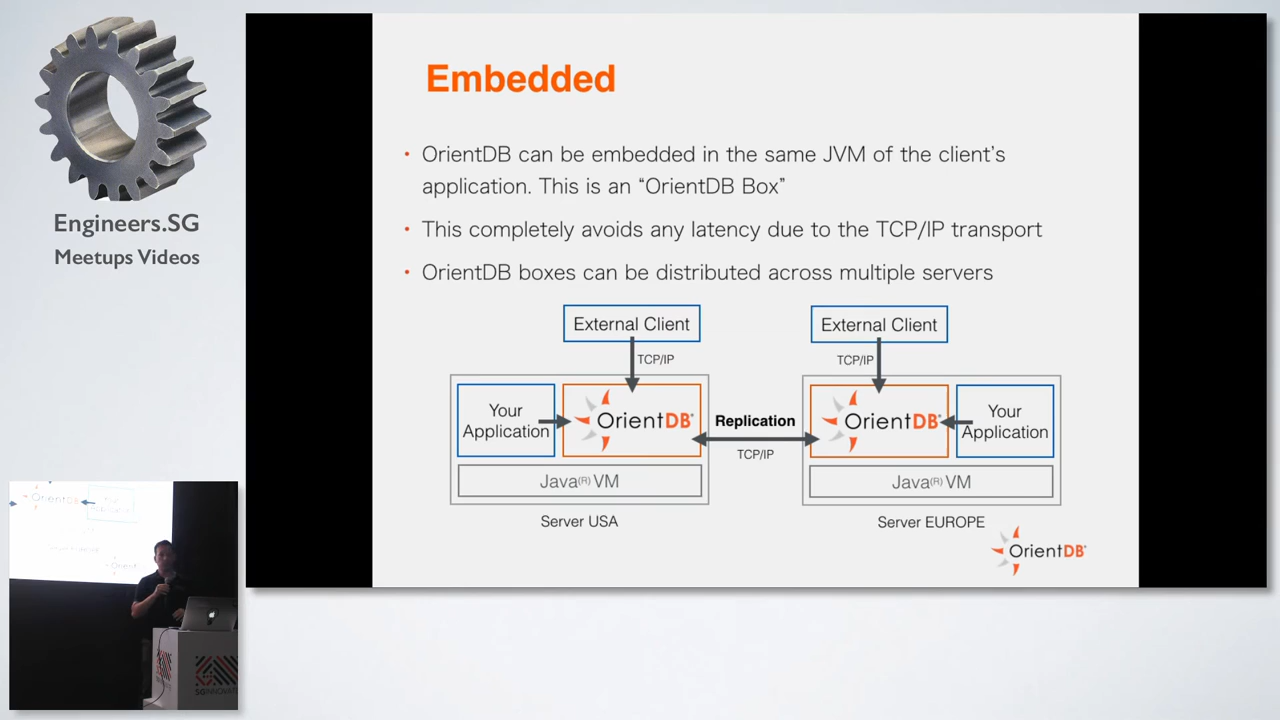 Embedded
• OrientDB can be embedded in the same JVM of the client's
application. This is an “OrientDB Box”
• This completely avoids any latency due to the TCP/IP transport
• OrientDB boxes can be distributed across multiple servers
External Client
External Client
TCP/IP
TCP/IP
Your
Application
OrientDB®
Replication
TCP/IP
OrientDB®
Your
Application
Java(R) VM
Java(R) VM
Server USA
Server EUROPE
OrientDB
Engineers.SG
Meetups Videos
OrientDB
SGINNOVATE